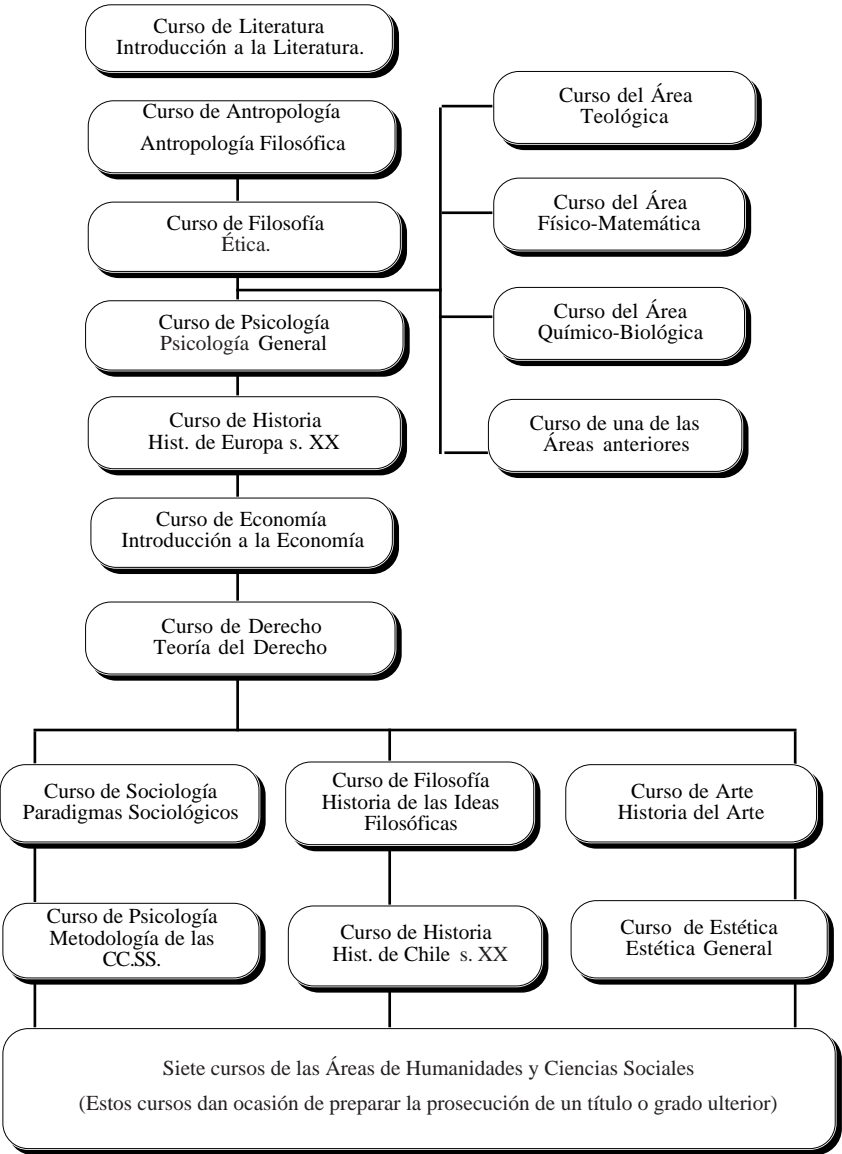 Curso de Literatura
Introducción a la Literatura.
Curso de Antropología
Antropología Filosófica
Curso de Filosofía
Ética.
Curso de Psicología
Psicología General
Curso de Historia
Hist. de Europa s. XX
Curso de Economía
Introducción a la Economía
Curso de Derecho
Teoría del Derecho
Curso del Área
Teológica
Curso del Área
Físico-Matemática
Curso del Área
Químico-Biológica
Curso de una de las
Áreas anteriores
Curso de Sociología
Paradigmas Sociológicos
Curso de Filosofía
Historia de las Ideas
Filosóficas
Curso de Arte
Historia del Arte
Curso de Psicología
Metodología de las
CC.SS.
Curso de Historia
Hist. de Chile s. XX
Curso de Estética
Estética General
Siete cursos de las Áreas de Humanidades y Ciencias Sociales
(Estos cursos dan ocasión de preparar la prosecución de un título o grado ulterior)